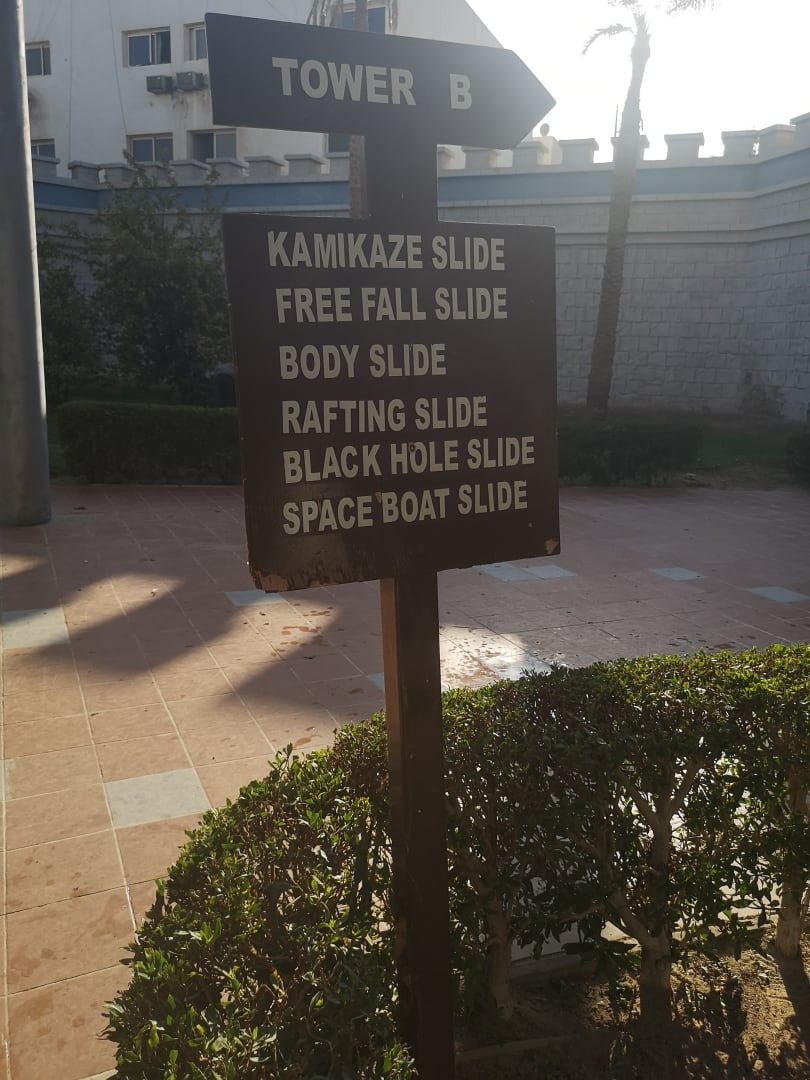 TOWER B
KAMIKAZE SLIDE
FREE FALL SLIDE
BODY SLIDE
RAFTING SLIDE
BLACK HOLE SLIDE
SPACE BOAT SLIDE